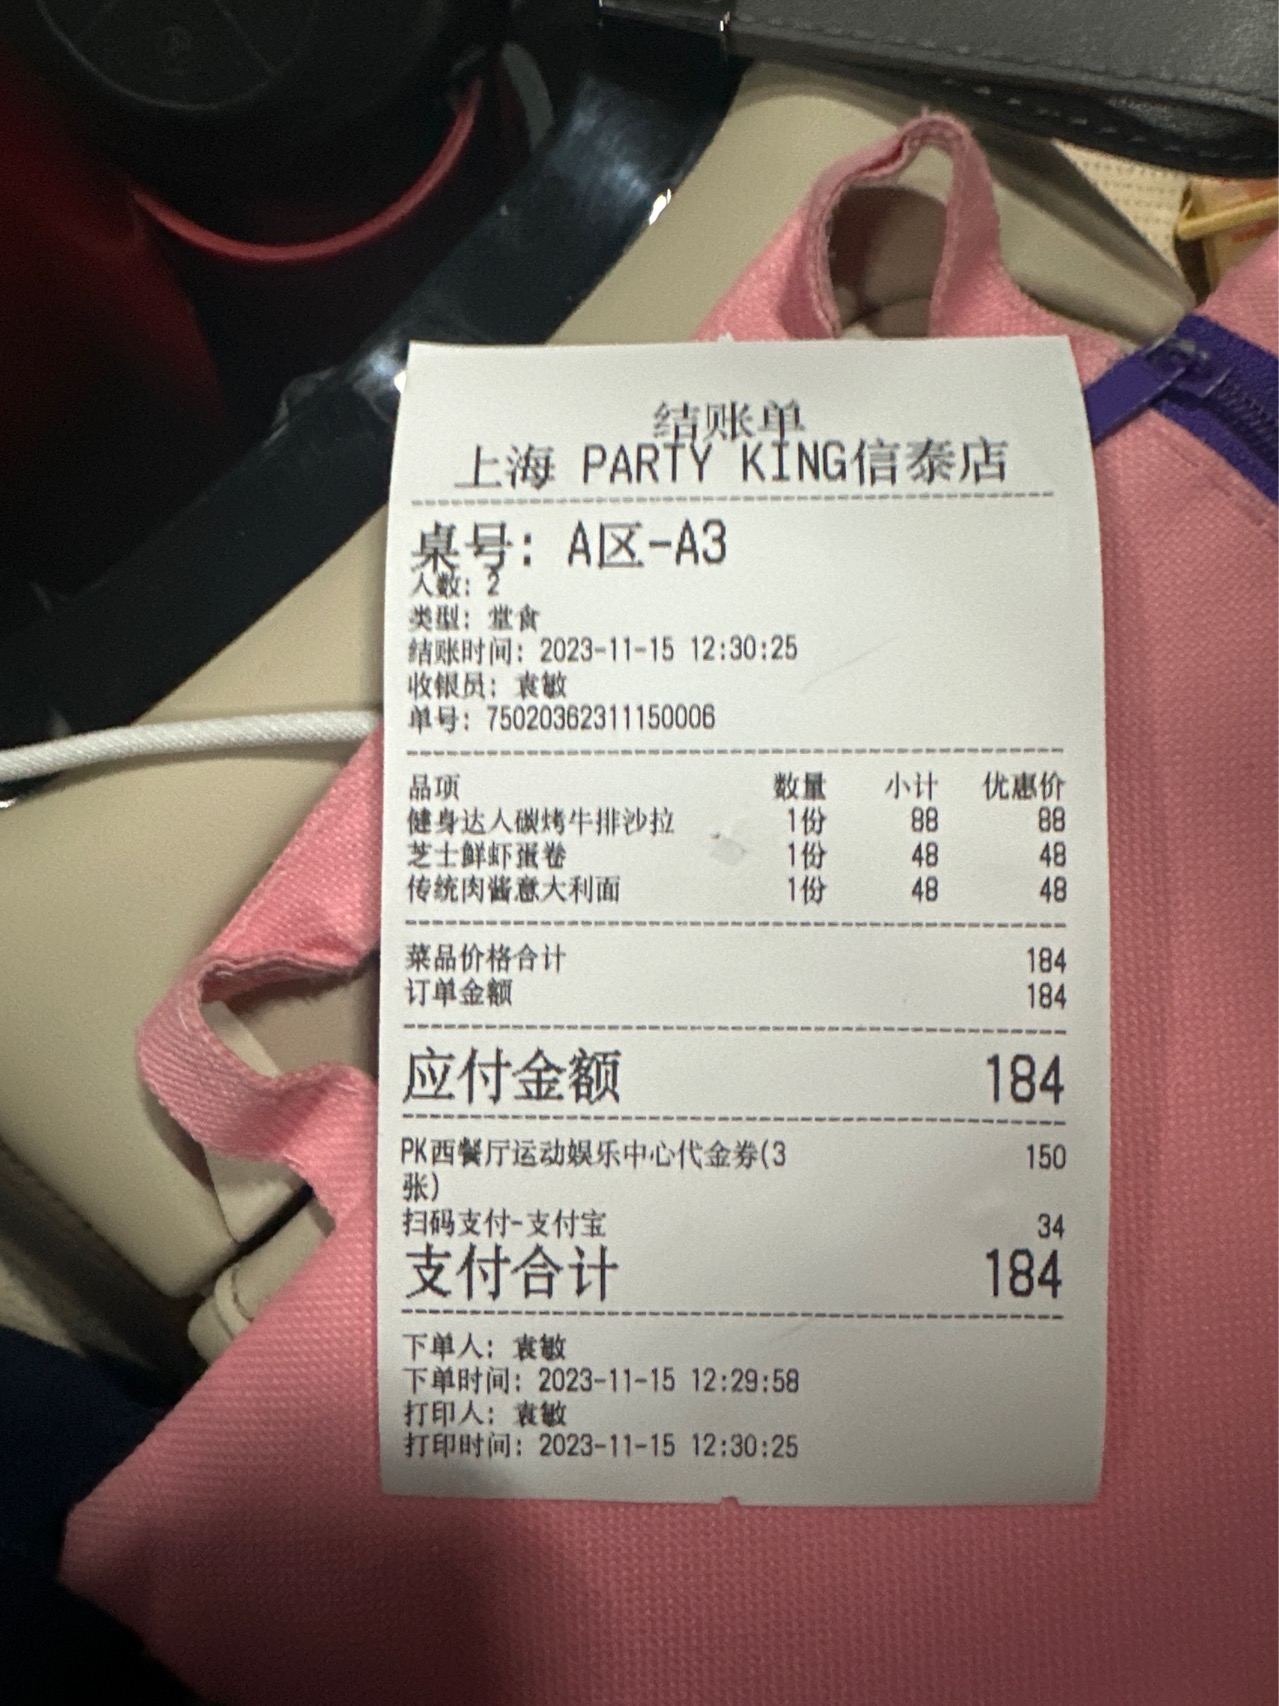 结账单
上海 PARTY KING信泰店
桌号: A区-A3
人数: 2
类型: 堂食
结账时间: 2023-11-15 12:30:25
收银员: 袁敏
单号: 75020362311150006
品项 数量 小计 优惠价
健身达人碳烤牛排沙拉 1份 88 88
芝士鲜虾蛋卷 1份 48 48
传统肉酱意大利面 1份 48 48
菜品价格合计 184
订单金额 184
应付金额 184
PK西餐厅运动娱乐中心代金券(3 150
张)
扫码支付-支付宝 34
支付合计 184
下单人: 袁敏
下单时间: 2023-11-15 12:29:58
打印人: 袁敏
打印时间: 2023-11-15 12:30:25